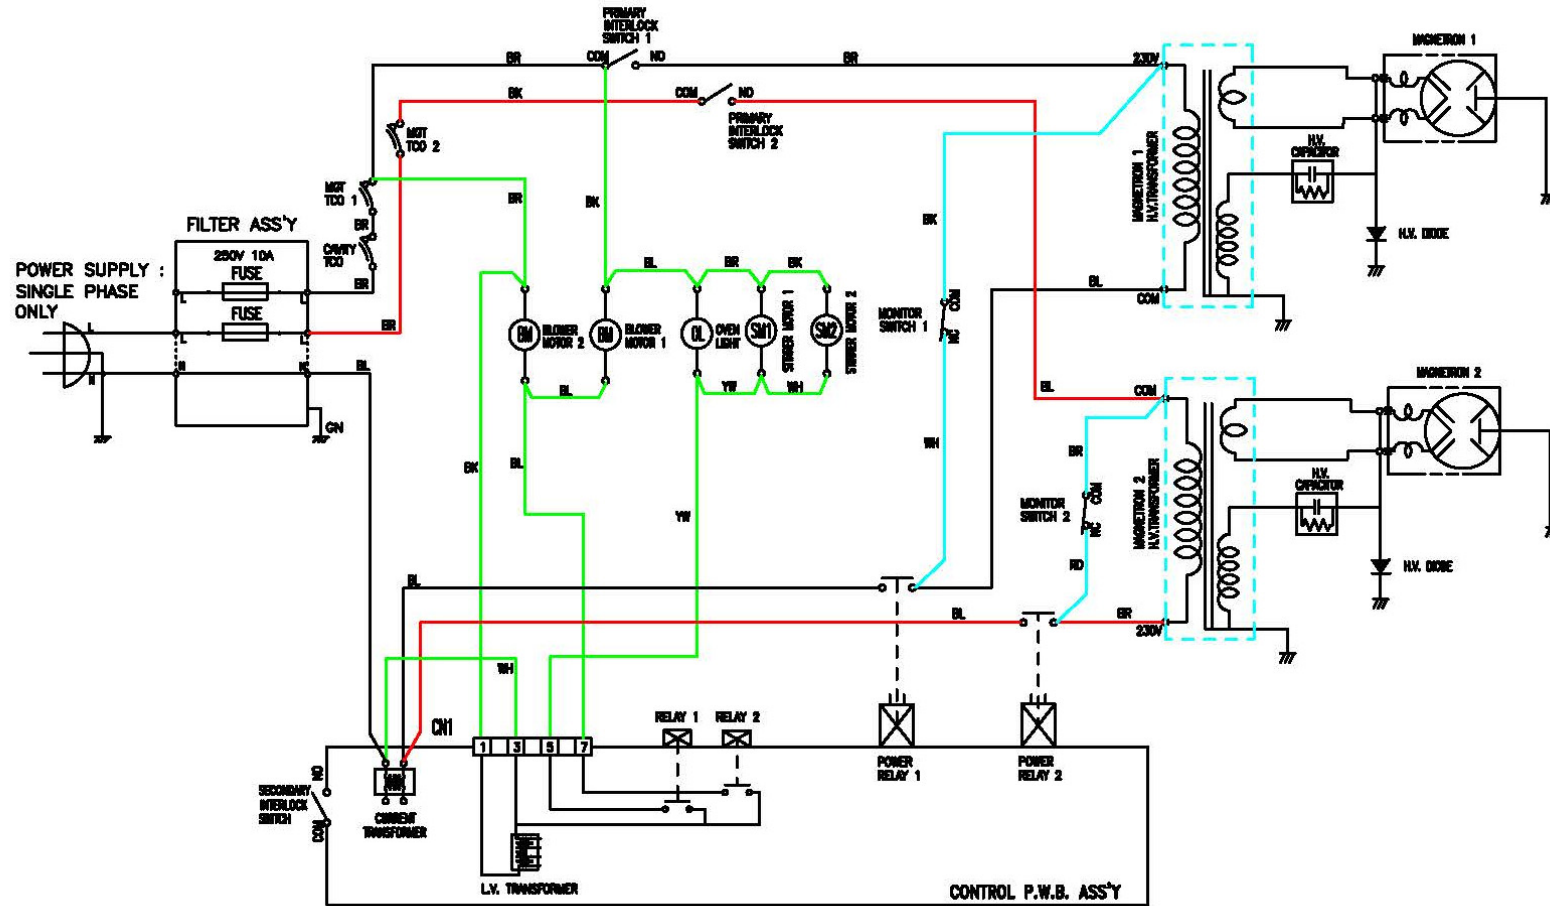 PRIMARY
INTERLOCK
SWITCH 1
BR
COM
NO
BR
230V
MAGNETRON 1
BK
COM
NO
PRIMARY
INTERLOCK
SWITCH 2
MGT
TCO 2
H.V.
CAPACITOR
MAGNETRON 1
H.V.TRANSFORMER
MGT
TCO 1
BR
BK
BR
BK
FILTER ASS'Y
CAVITY
TCO
H.V. DIODE
250V 10A
FUSE
POWER SUPPLY :
SINGLE PHASE
ONLY
BR
BL
BR
BK
BL
COM
L
L
FUSE
L
L
L
BR
BM
BLOWER
MOTOR 2
BM
BLOWER
MOTOR 1
OL
OVEN
LIGHT
SM1
STIRRER MOTOR 1
SM2
STIRRER MOTOR 2
MONITOR
SWITCH 1
COM
NC
N
N
N
BL
BL
YW
WH
BL
COM
MAGNETRON 2
GN
BK
BL
WH
BR
MAGNETRON 2
H.V.TRANSFORMER
H.V.
CAPACITOR
YW
MONITOR
SWITCH 2
COM
NC
RD
H.V. DIODE
BL
BL
BR
230V
WH
CN1
RELAY 1
RELAY 2
1
3
5
7
POWER
RELAY 1
POWER
RELAY 2
NO
SECONDARY
INTERLOCK
SWITCH
COM
CURRENT
TRANSFORMER
L.V. TRANSFORMER
CONTROL P.W.B. ASS'Y